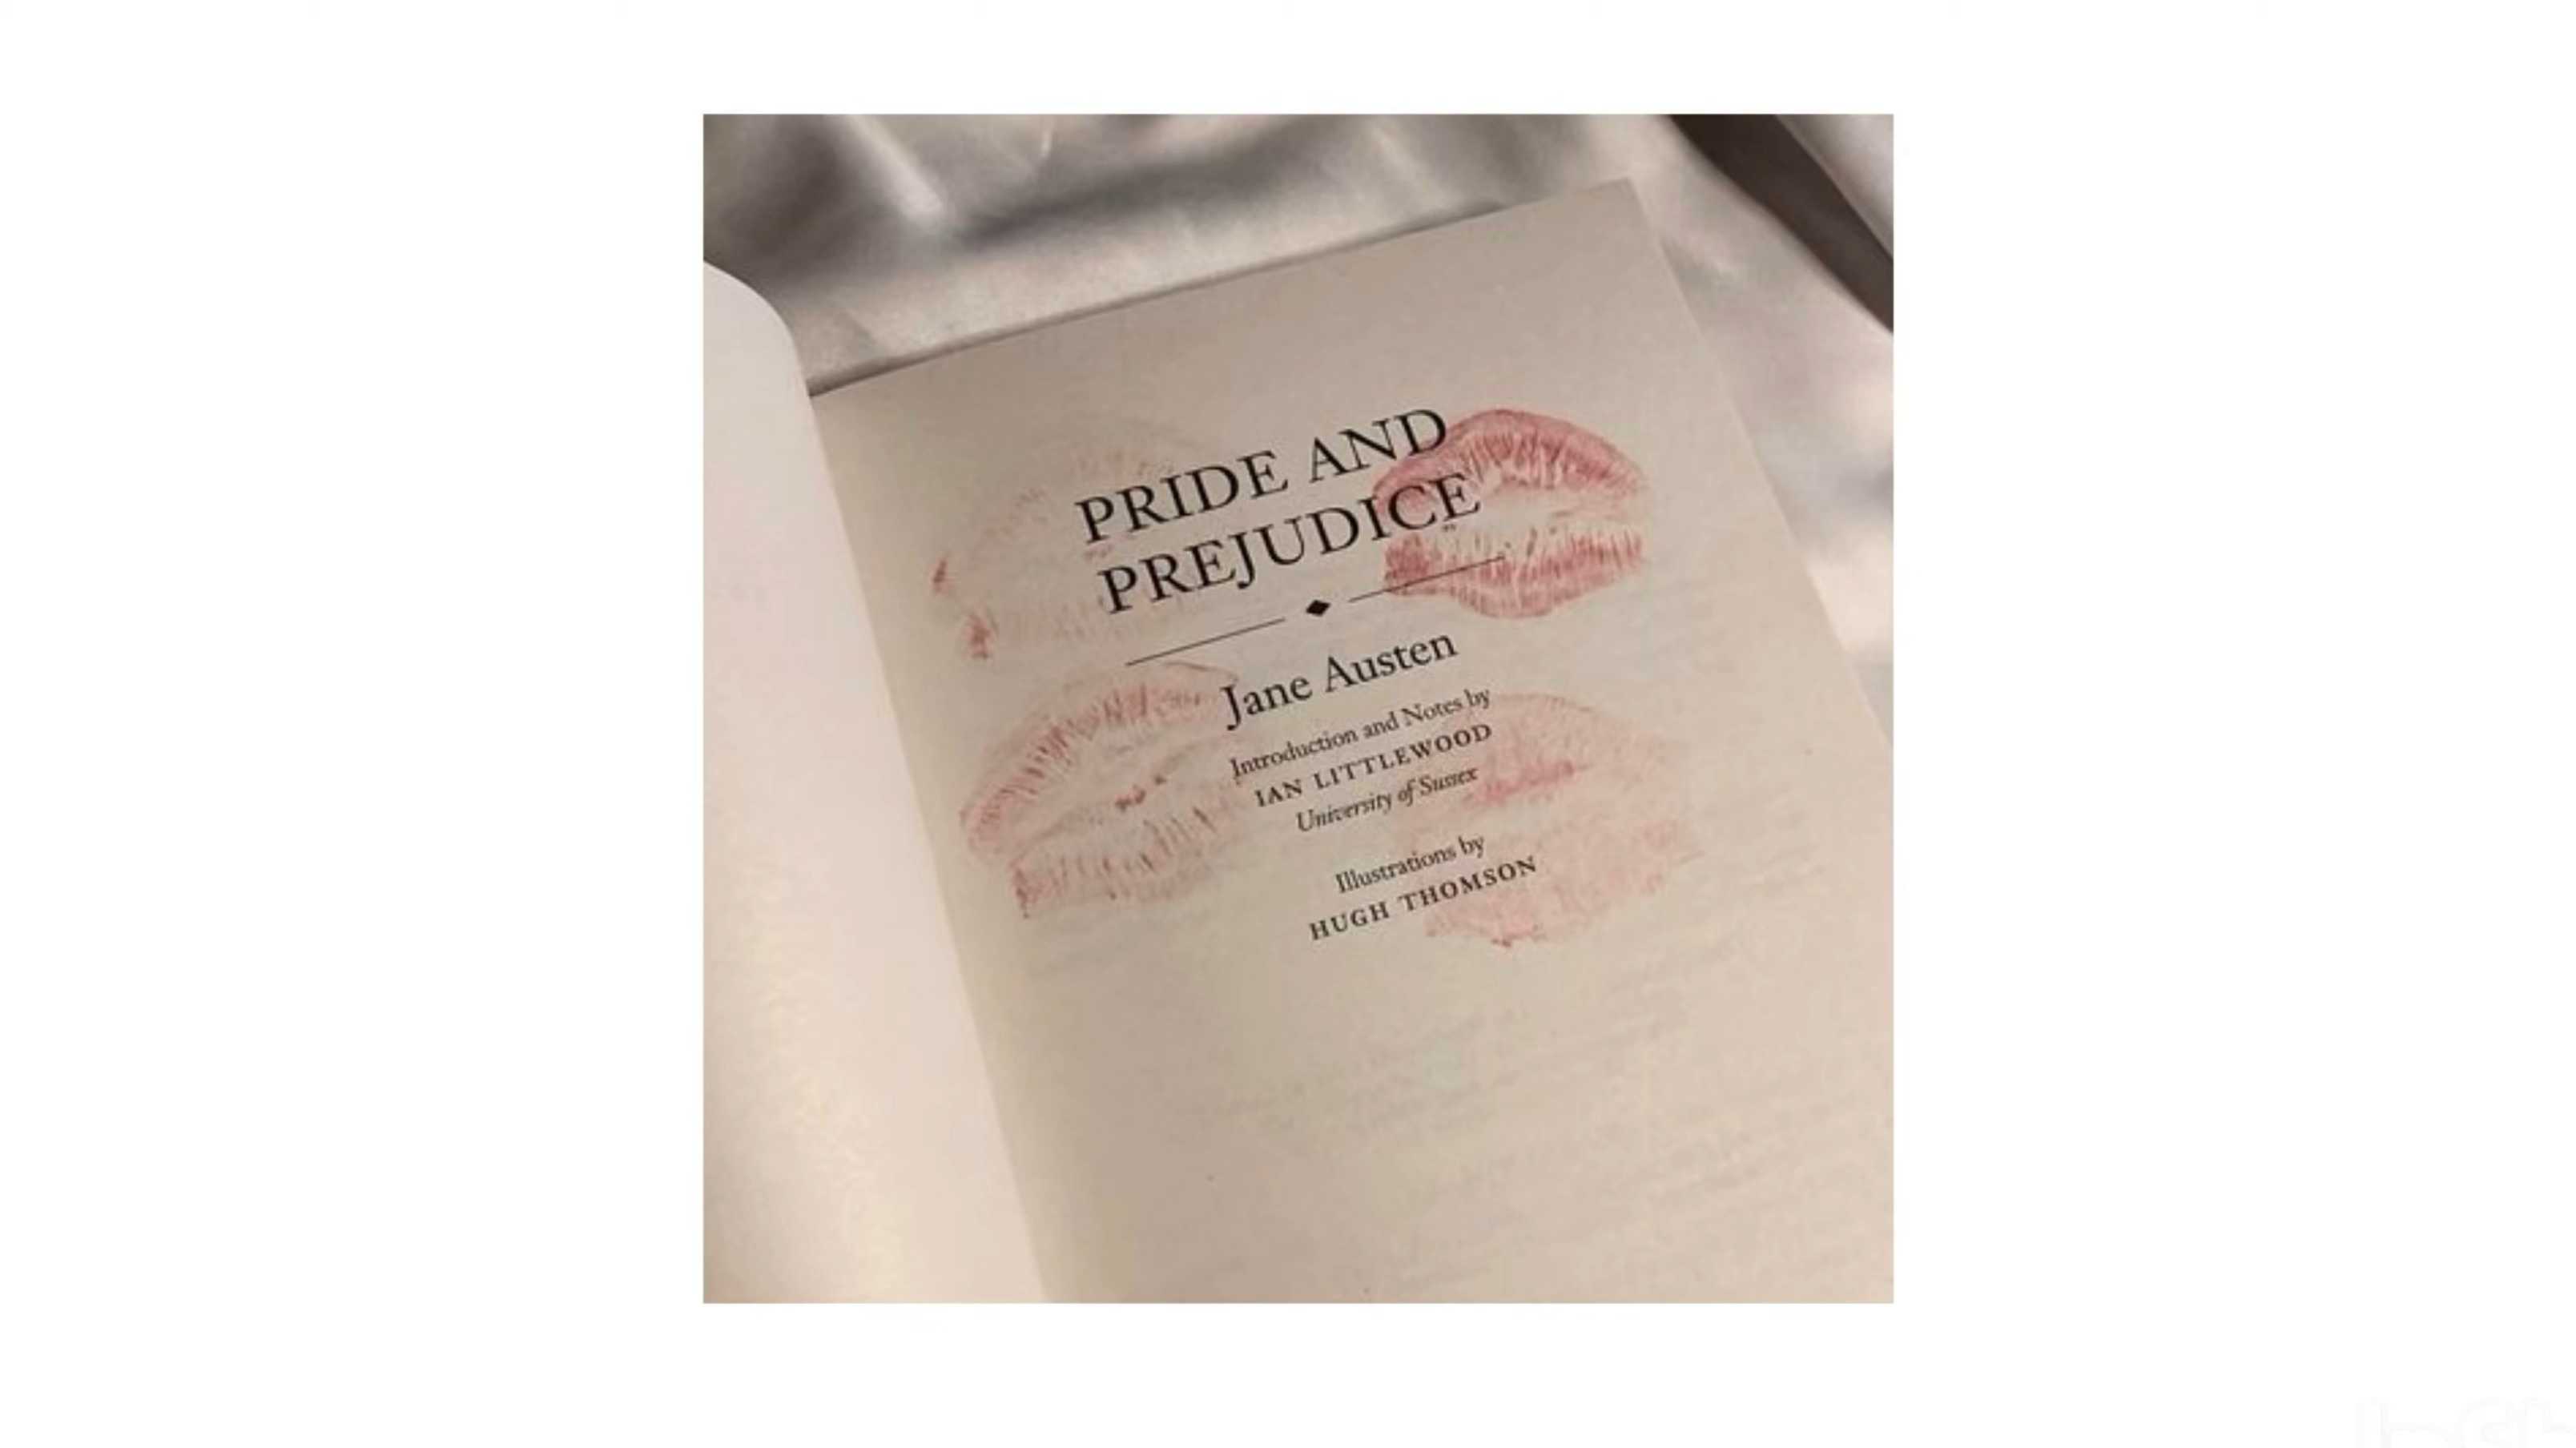 PRIDE AND
PREJUDICE
Jane Austen
Introduction and Notes by
IAN LITTLEWOOD
University of Sussex
Illustrations by
HUGH THOMSON